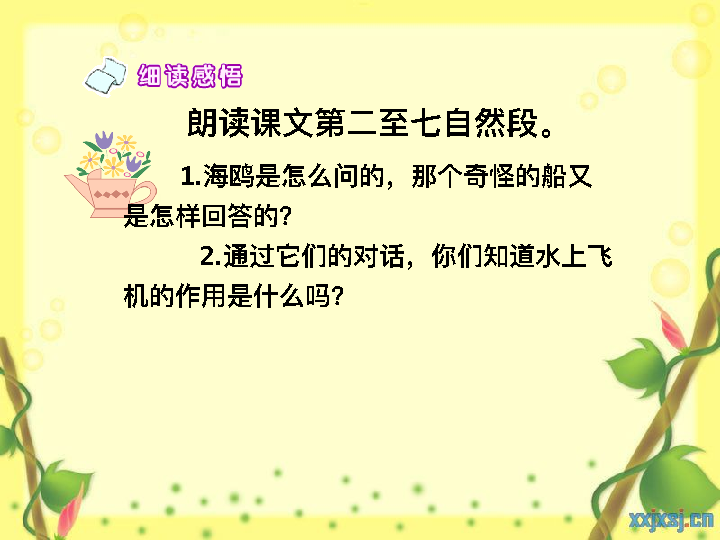 细读感悟
朗读课文第二至七自然段。
1.海鸥是怎么问的，那个奇怪的船又
是怎样回答的?
2.通过它们的对话，你们知道水上飞
机的作用是什么吗?
xxjxsj.cn